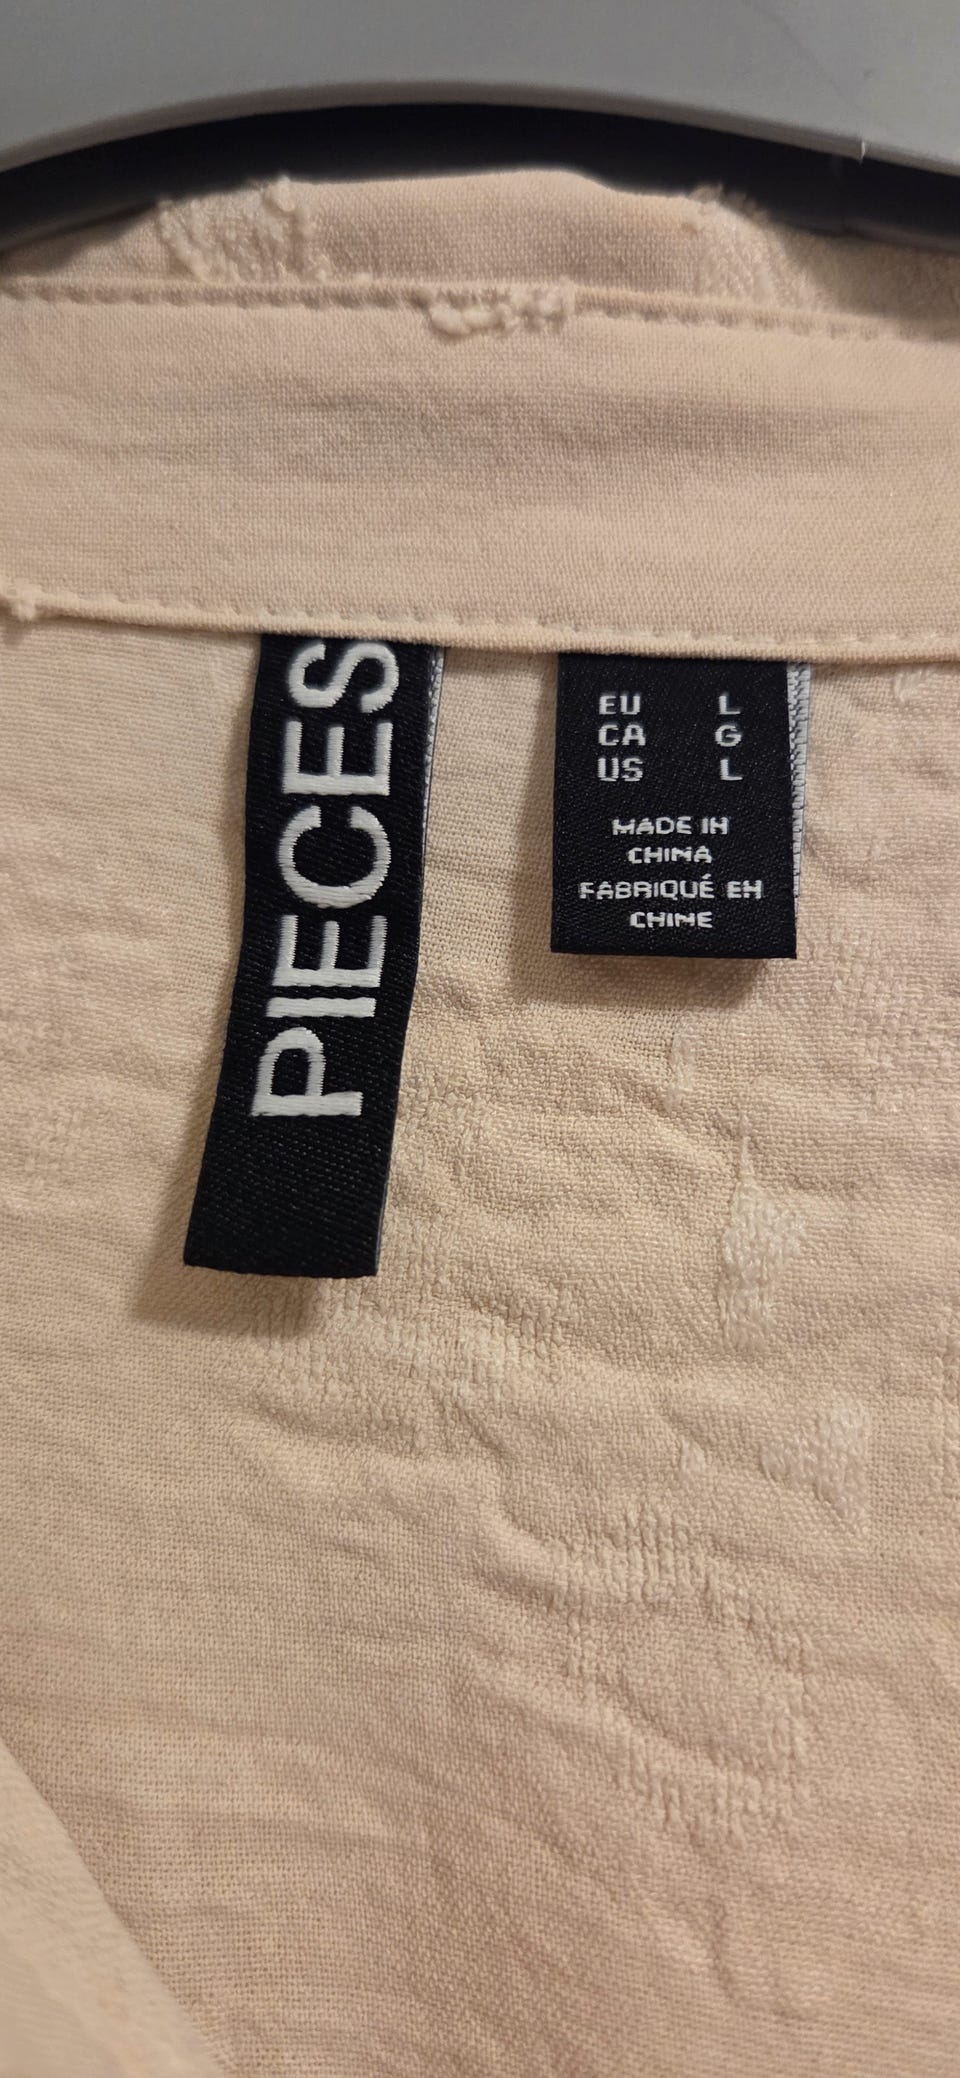 PIECES
EU L
CA G
US L
MADE IN
CHINA
FABRIQUÉ EN
CHINE